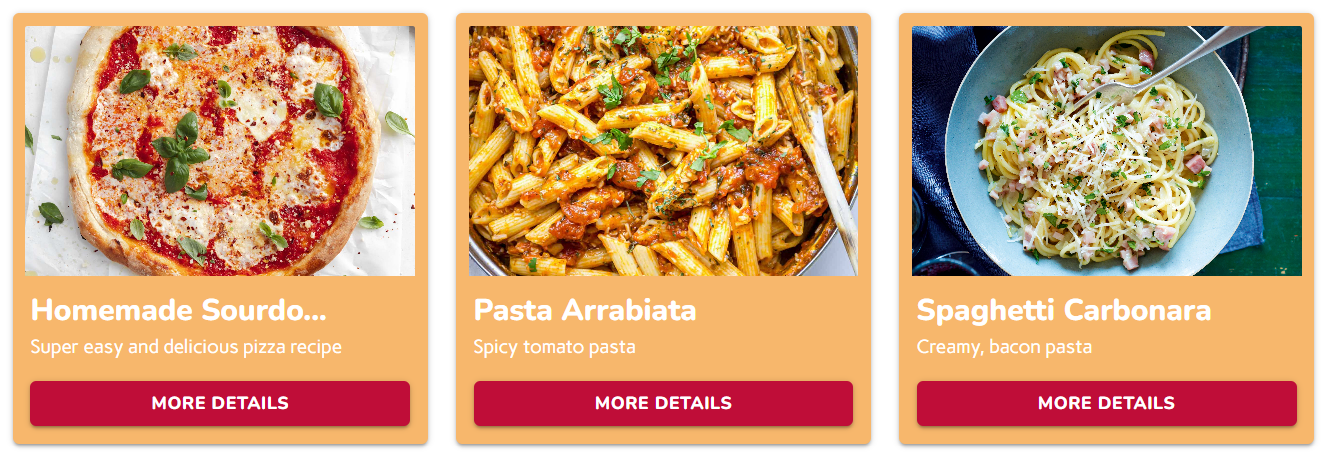 Homemade Sourdo...
Super easy and delicious pizza recipe
MORE DETAILS
Pasta Arrabiata
Spicy tomato pasta
MORE DETAILS
Spaghetti Carbonara
Creamy, bacon pasta
MORE DETAILS